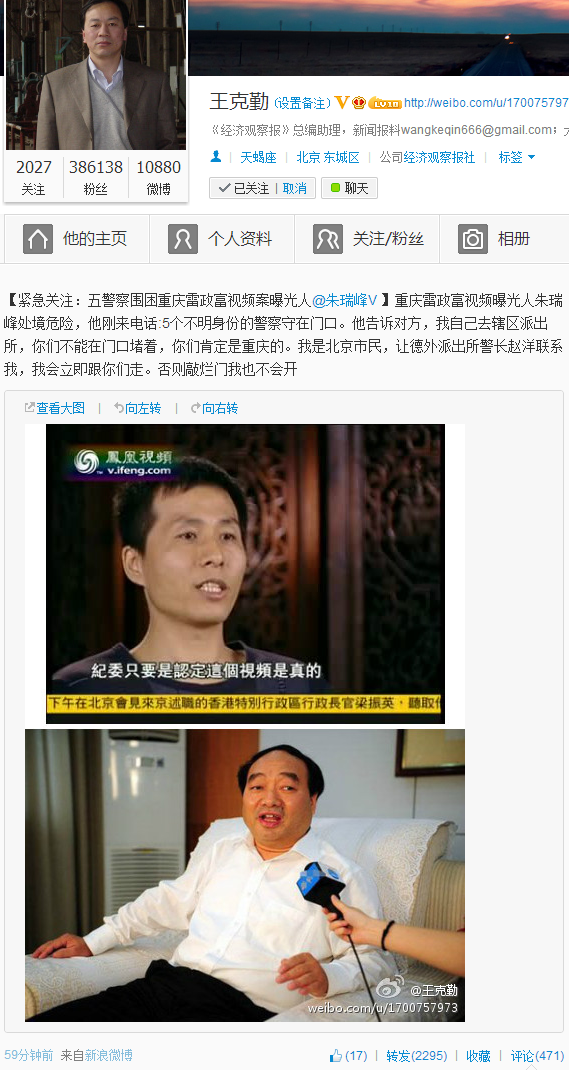 王克勤 (设置备注) V LV18 http://weibo.com/u/170075797
《经济观察报》总编助理，新闻报料wangkeqin666@gmail.com；
天蝎座 | 北京 东城区 | 公司经济观察报社 | 标签
2027 386138 10880
关注 粉丝 微博
已关注 | 取消 聊天
他的主页 个人资料 关注/粉丝 相册
【紧急关注：五警察围困重庆雷政富视频案曝光人@朱瑞峰V 】重庆雷政富视频曝光人朱瑞
峰处境危险，他刚来电话:5个不明身份的警察守在门口。他告诉对方，我自己去辖区派出
所，你们不能在门口堵着，你们肯定是重庆的。我是北京市民，让德外派出所警长赵洋联系
我，我会立即跟你们走。否则敲烂门我也不会开
查看大图 | 向左转 | 向右转
鳳凰视頻
v.ifeng.com
紀委只要是認定這個視頻是真的
下午在北京會見來京述職的香港特別行政區行政長官梁振英，聽取
@王克勤
weibo.com/u/1700757973
59分钟前 来自新浪微博 (17) | 转发(2295) | 收藏 | 评论(471)